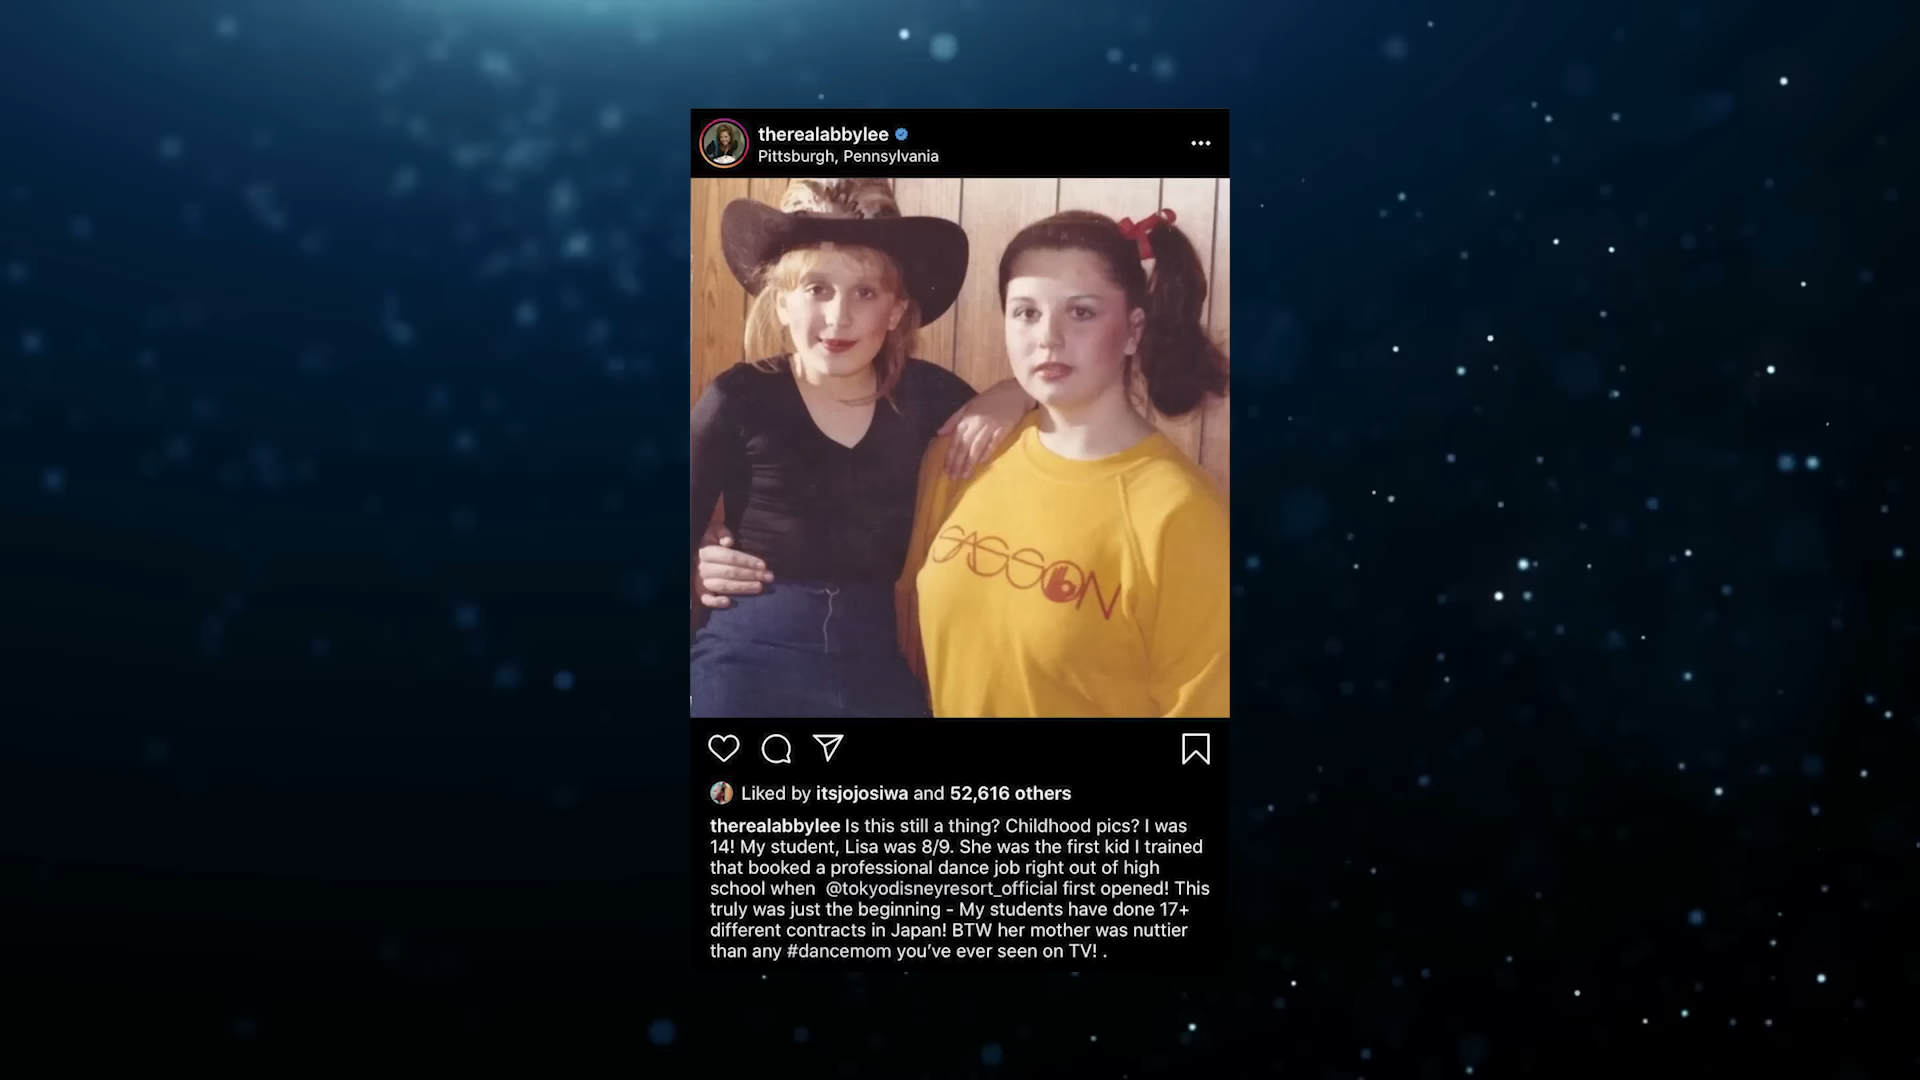 therealabbylee
Pittsburgh, Pennsylvania
SASSON
Liked by itsjojosiwa and 52,616 others
therealabbylee Is this still a thing? Childhood pics? I was
14! My student, Lisa was 8/9. She was the first kid I trained
that booked a professional dance job right out of high
school when @tokyodisneyresort_official first opened! This
truly was just the beginning - My students have done 17+
different contracts in Japan! BTW her mother was nuttier
than any #dancemom you’ve ever seen on TV! .